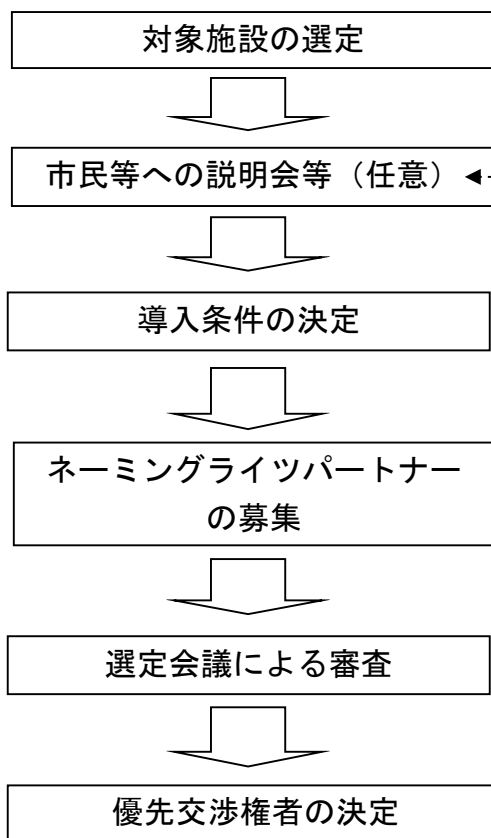 対象施設の選定
市民等への説明会等（任意）
導入条件の決定
ネーミングライツパートナー
の募集
選定会議による審査
優先交渉権者の決定